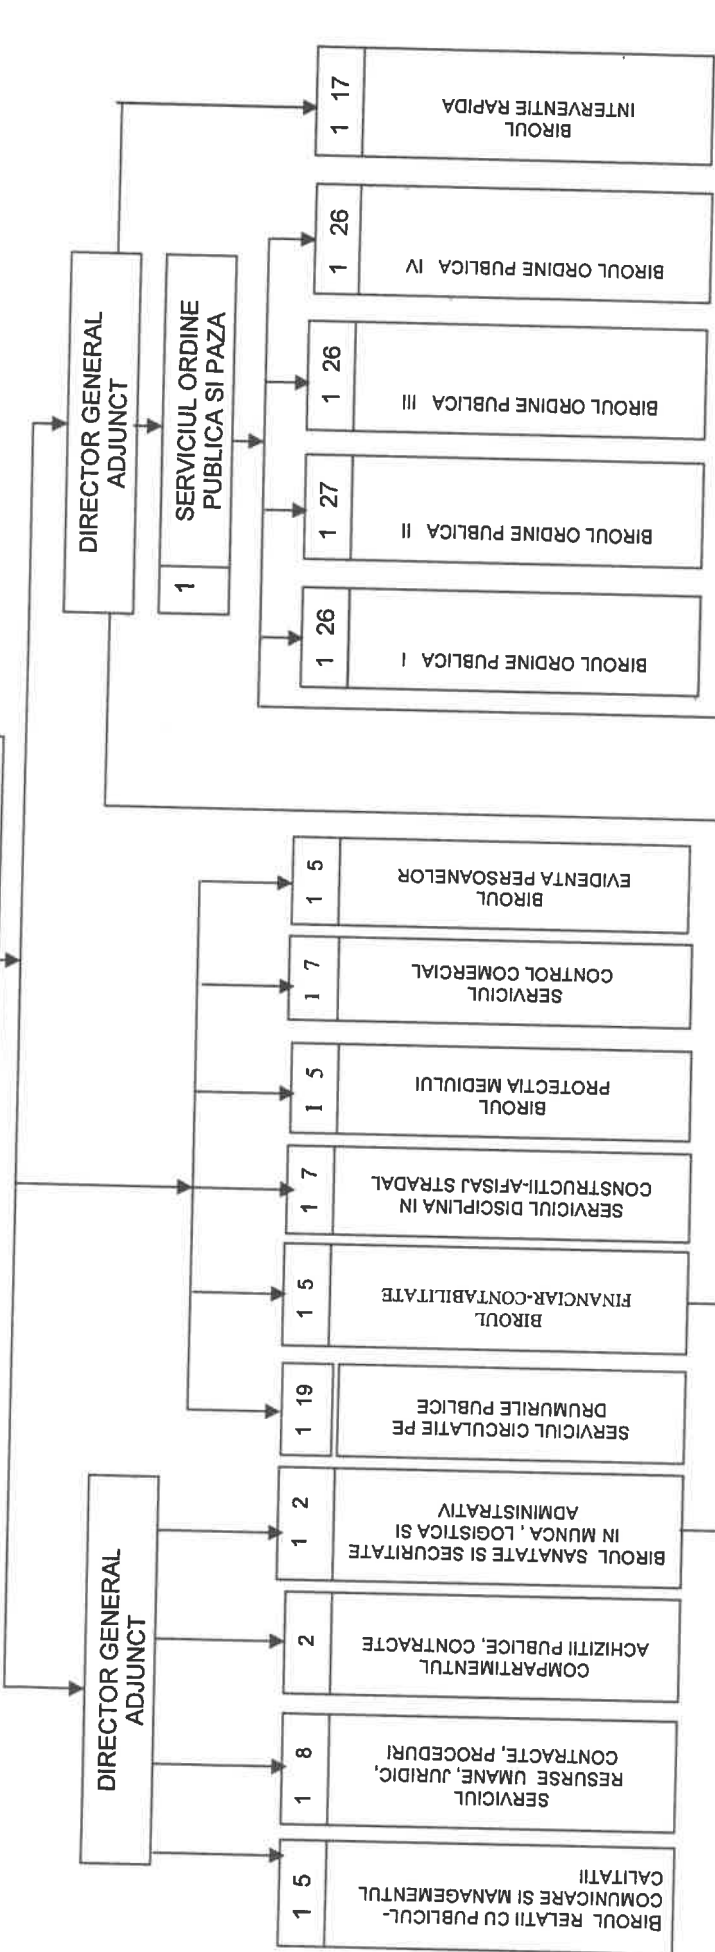 DIRECTOR GENERAL
ADJUNCT
SERVICIUL ORDINE
PUBLICA SI PAZA
1
1 17
BIROUL
INTERVENTIE RAPIDA
1 26
BIROUL ORDINE PUBLICA IV
1 26
BIROUL ORDINE PUBLICA III
1 27
BIROUL ORDINE PUBLICA II
1 26
BIROUL ORDINE PUBLICA I
1 5
BIROUL
EVIDENTA PERSOANELOR
1 7
SERVICIUL
CONTROL COMERCIAL
1 5
BIROUL
PROTECTIA MEDIULUI
1 7
SERVICIUL DISCIPLINA IN
CONSTRUCTII-AFISAJ STRADAL
1 5
BIROUL
FINANCIAR-CONTABILITATE
1 19
SERVICIUL CIRCULATIE PE
DRUMURILE PUBLICE
DIRECTOR GENERAL
ADJUNCT
1 2
BIROUL SANATATE SI SECURITATE
IN MUNCA , LOGISTICA SI
ADMINISTRATIV
2
COMPARTIMENTUL
ACHIZITII PUBLICE, CONTRACTE
1 8
SERVICIUL
RESURSE UMANE, JURIDIC,
CONTRACTE, PROCEDURI
1 5
BIROUL RELATII CU PUBLICUL-
COMUNICARE SI MANAGEMENTUL
CALITATII